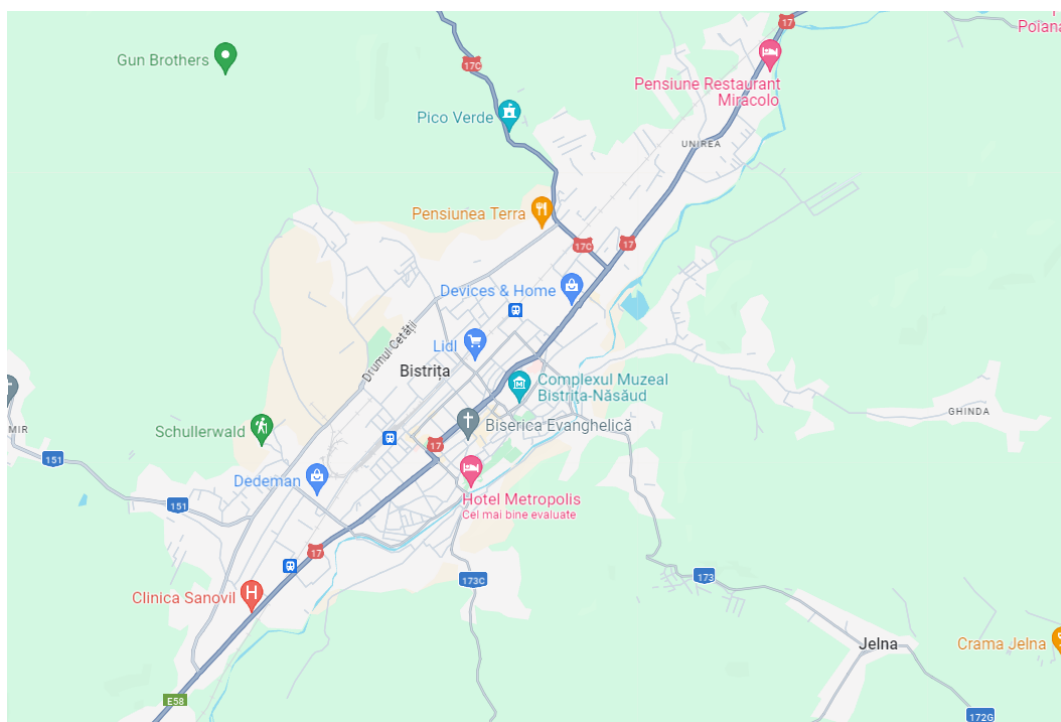 Poiana
17
Gun Brothers
17C
Pensiune Restaurant
Miracolo
Pico Verde
UNIREA
Pensiunea Terra
17C
17
Devices & Home
Drumul Cetății
Lidl
Bistrița
Complexul Muzeal
Bistrița-Năsăud
GHINDA
MIR
Schullerwald
Biserica Evanghelică
17
151
Dedeman
Hotel Metropolis
Cel mai bine evaluate
151
17
173C
173
Clinica Sanovil
H
Jelna
Crama Jelna
E58
172G